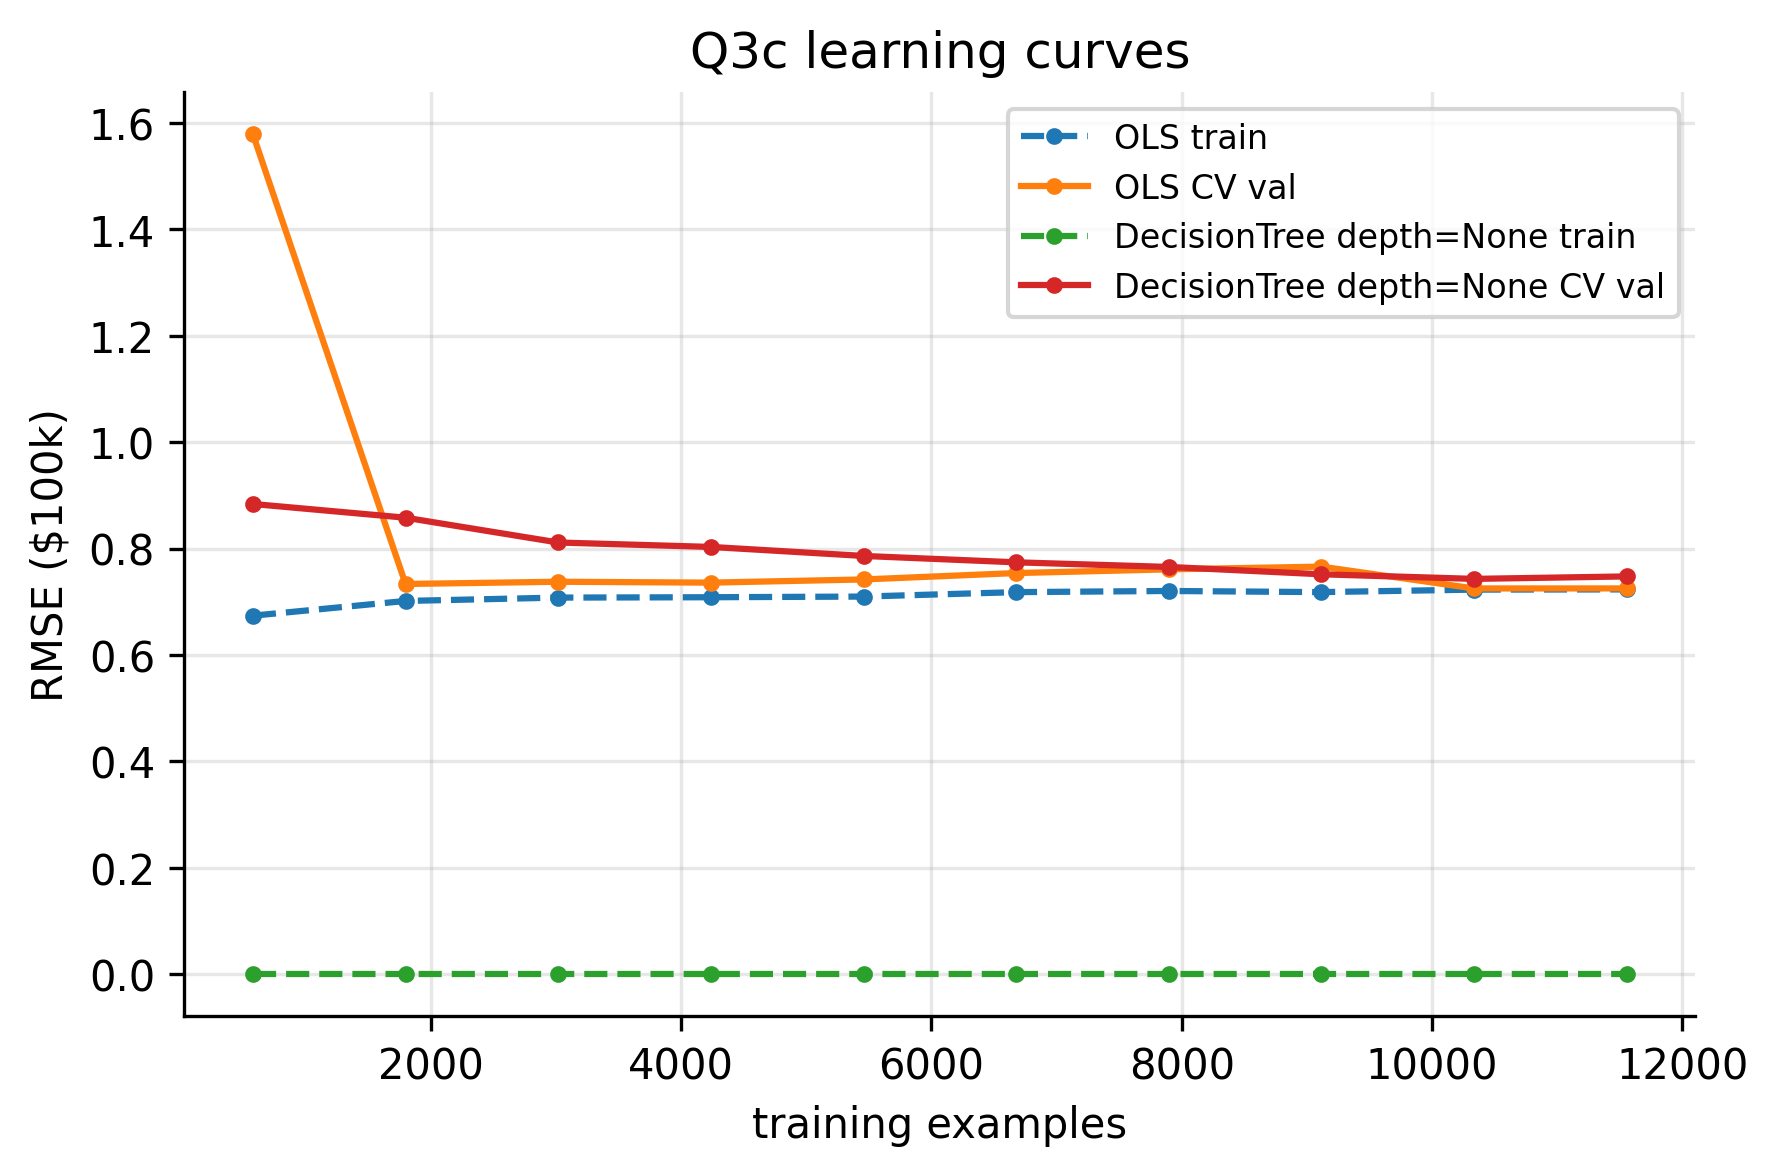 Q3c learning curves
OLS train
OLS CV val
DecisionTree depth=None train
DecisionTree depth=None CV val
RMSE ($100k)
1.6
1.4
1.2
1.0
0.8
0.6
0.4
0.2
0.0
2000 4000 6000 8000 10000 12000
training examples